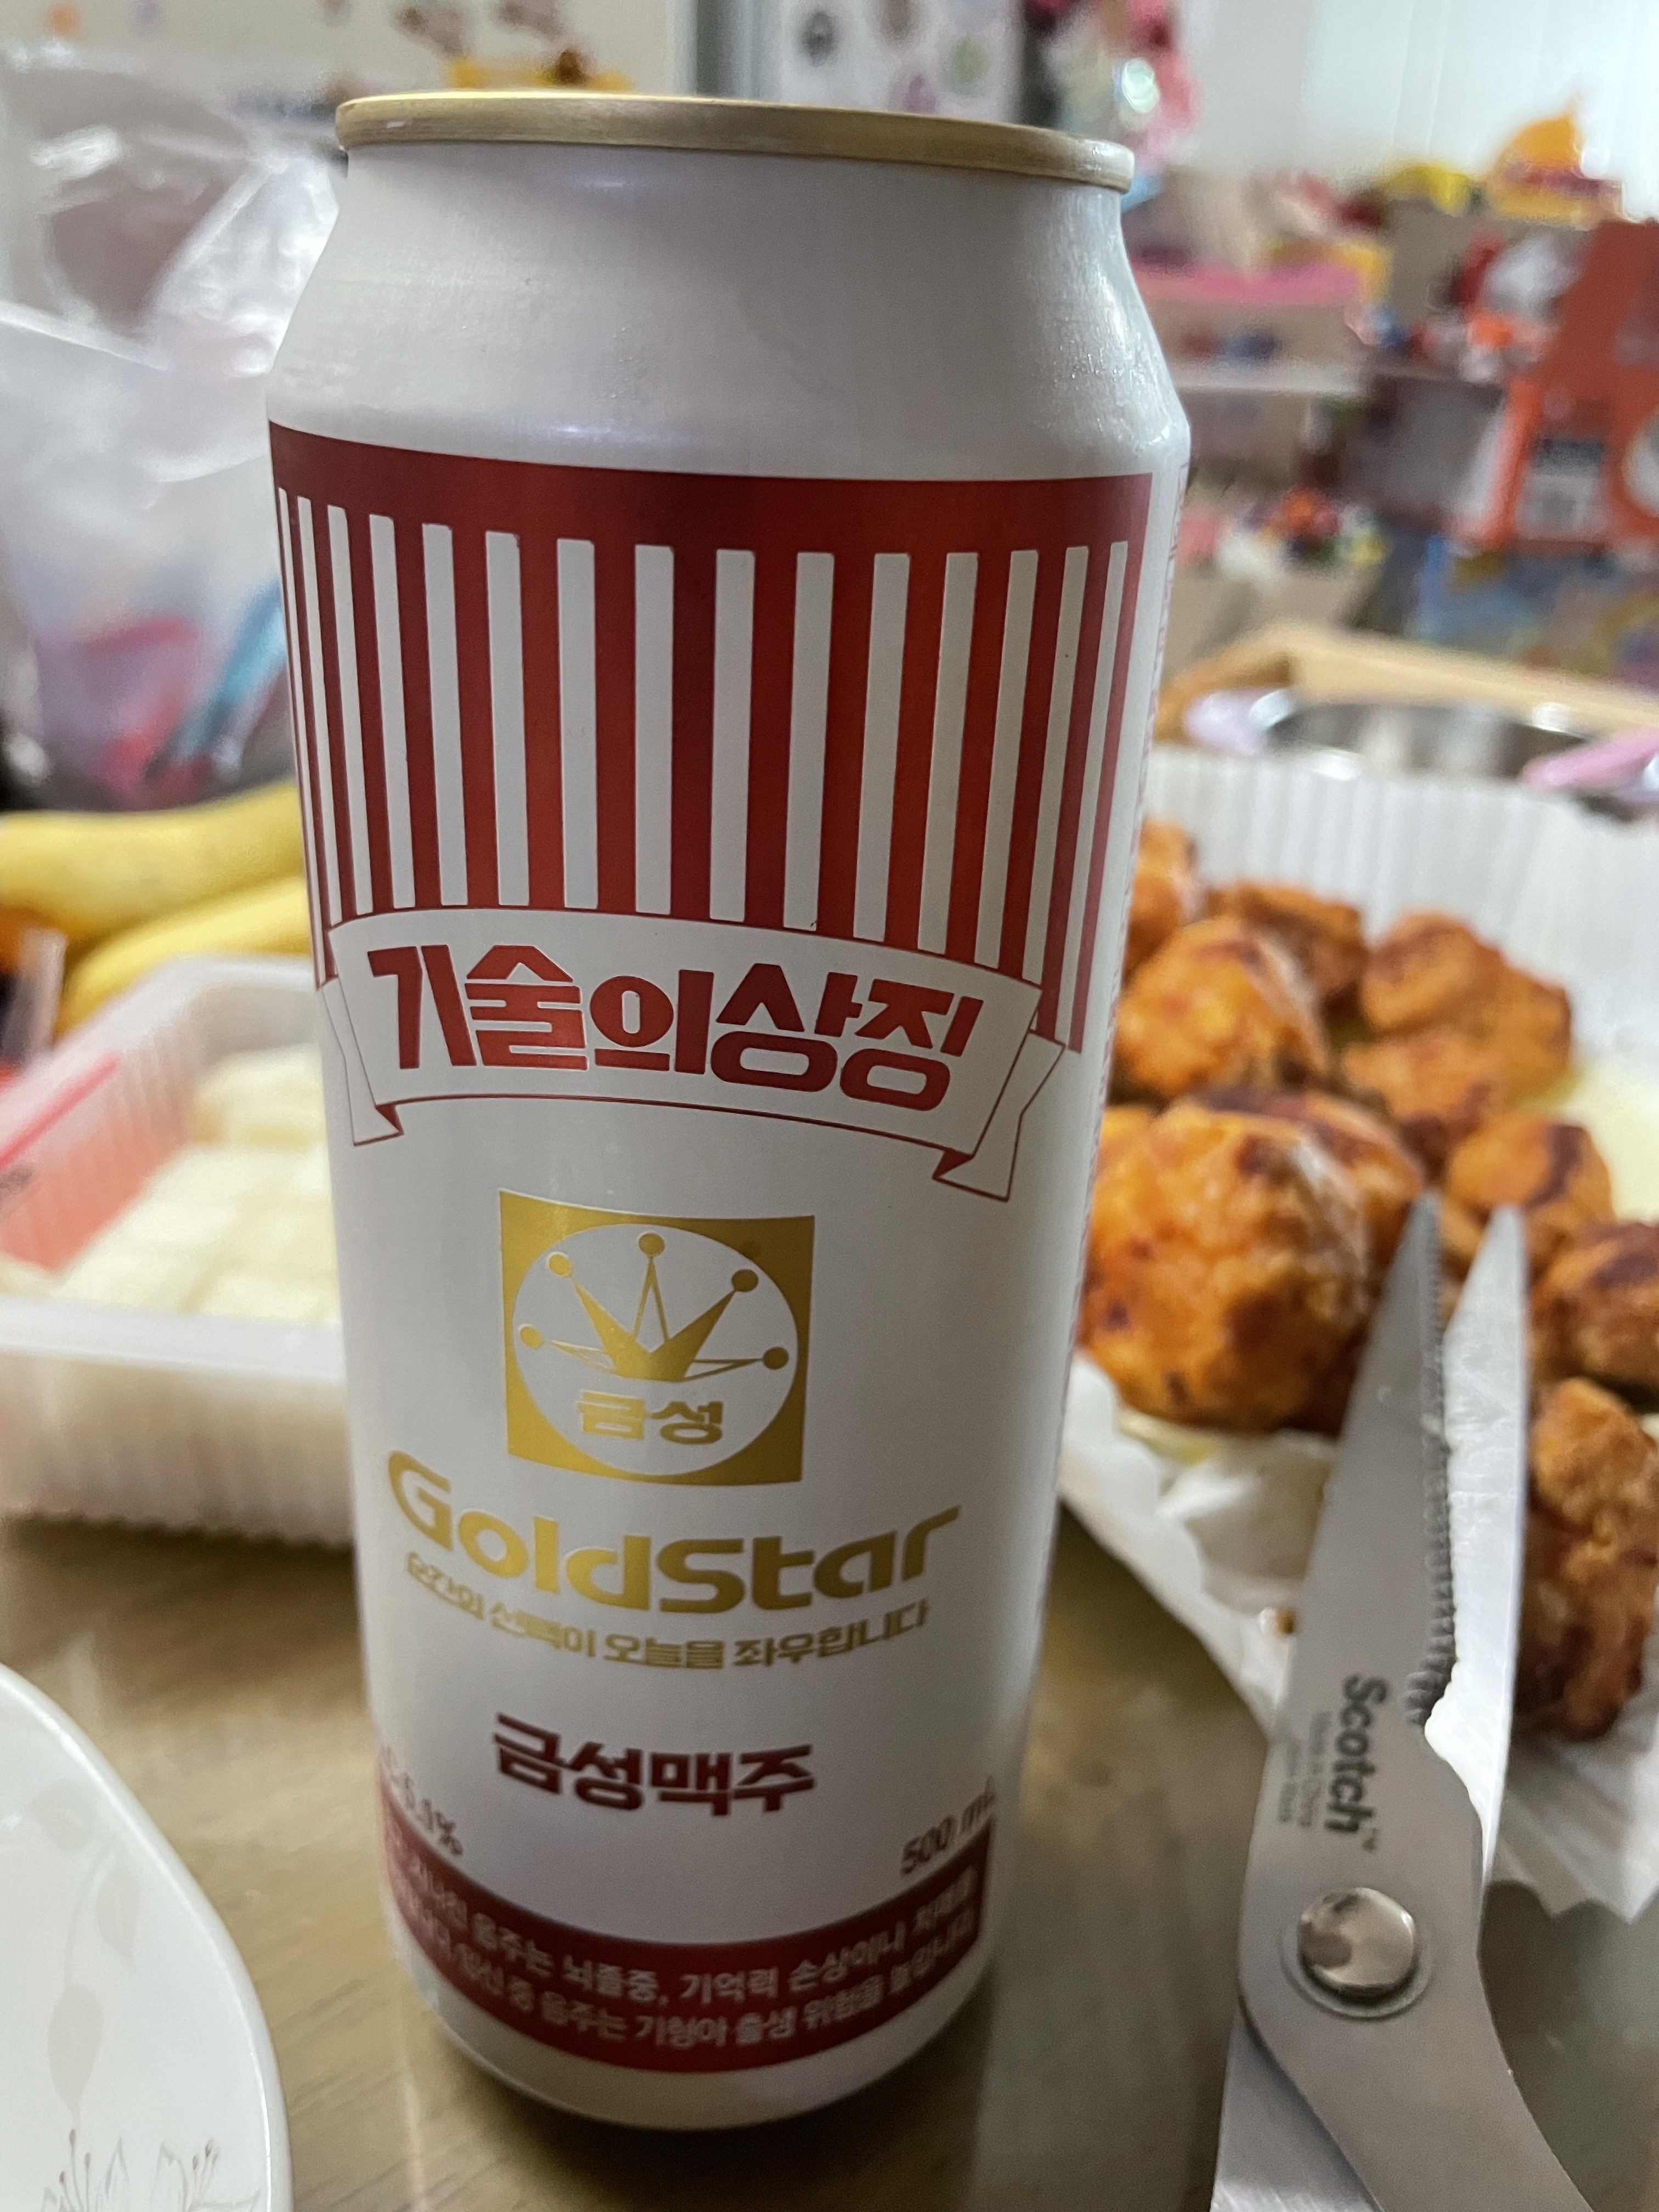 기술의상징
금성
GoldStar
순간의 선택이 오늘을 좌우합니다
금성맥주
5.1%
500 mL
음주는 뇌졸중, 기억력 손상이나 치매를
임신 중 음주는 기형아 출생 위험을 높입니다
Scotch™